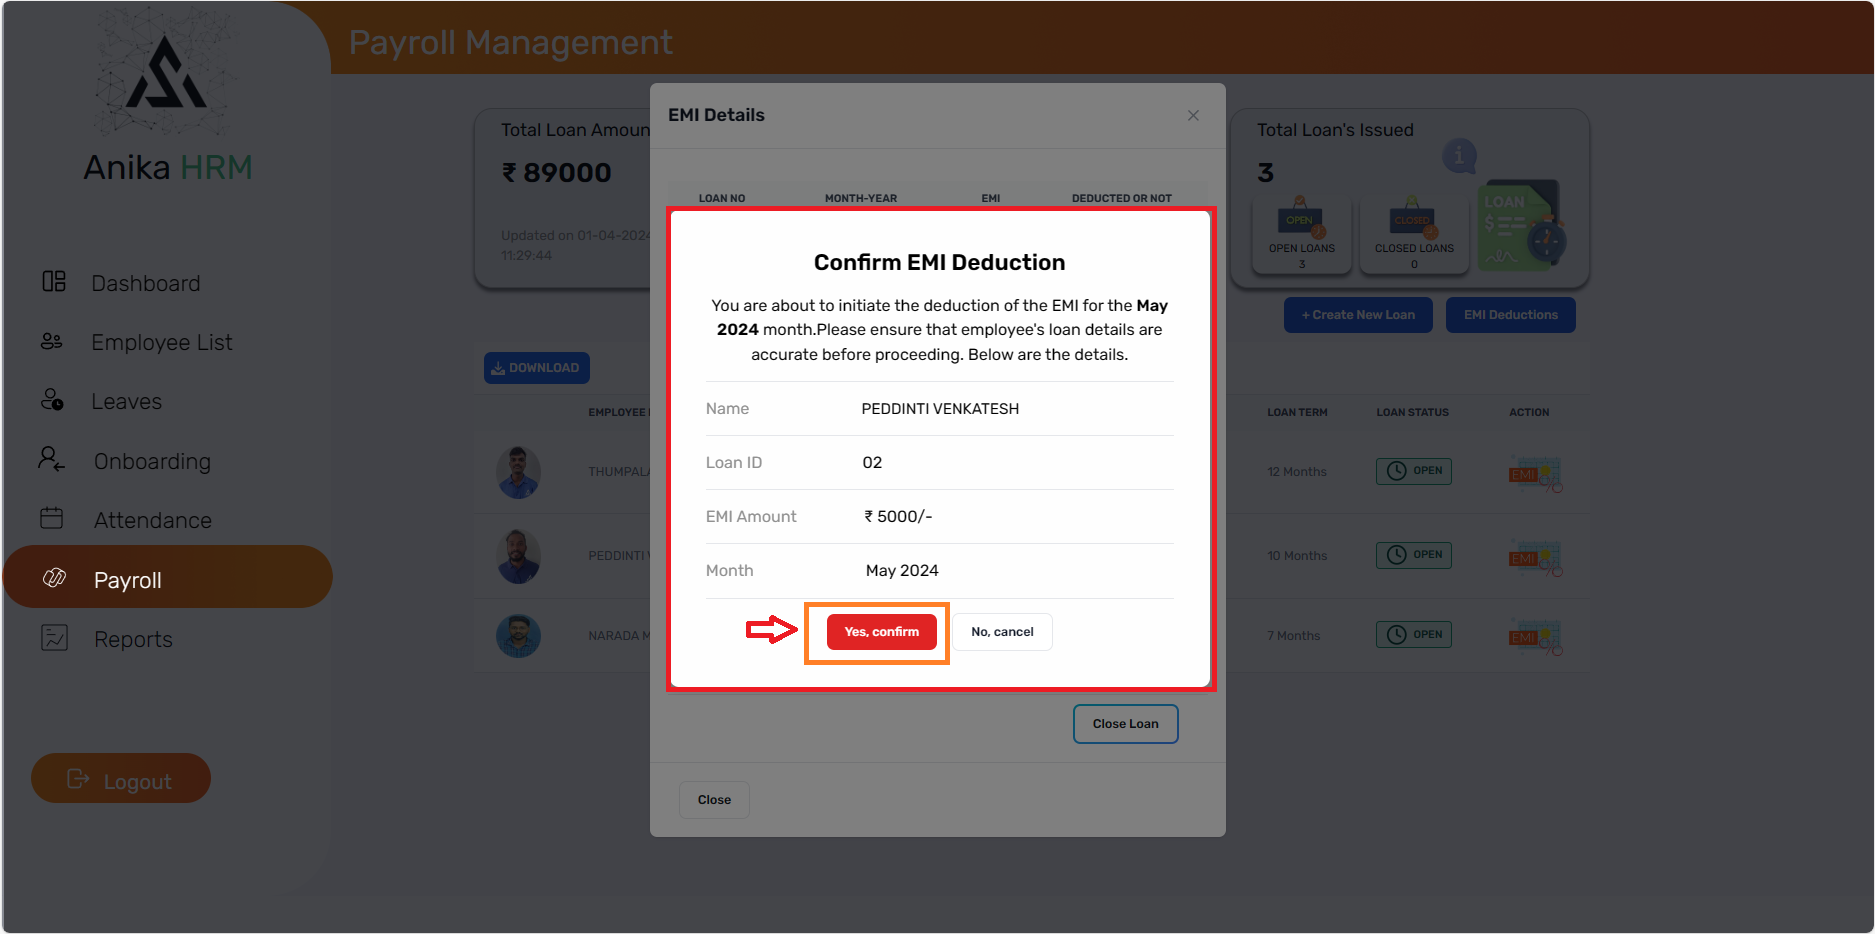 Payroll Management
Anika HRM
Dashboard
Employee List
Leaves
Onboarding
Attendance
Payroll
Reports
Logout
Total Loan Amoun
₹ 89000
Updated on 01-04-2024
11:29:44
EMI Details
×
LOAN NO MONTH-YEAR EMI DEDUCTED OR NOT
Total Loan's Issued
3
OPEN
OPEN LOANS
3
CLOSED
CLOSED LOANS
0
LOAN
$
+ Create New Loan
EMI Deductions
DOWNLOAD
EMPLOYEE
LOAN TERM LOAN STATUS ACTION
THUMPALA
12 Months OPEN EMI
PEDDINTI
10 Months OPEN EMI
NARADA M
7 Months OPEN EMI
Confirm EMI Deduction
You are about to initiate the deduction of the EMI for the May
2024 month.Please ensure that employee's loan details are
accurate before proceeding. Below are the details.
Name PEDDINTI VENKATESH
Loan ID 02
EMI Amount ₹ 5000/-
Month May 2024
Yes, confirm
No, cancel
Close Loan
Close